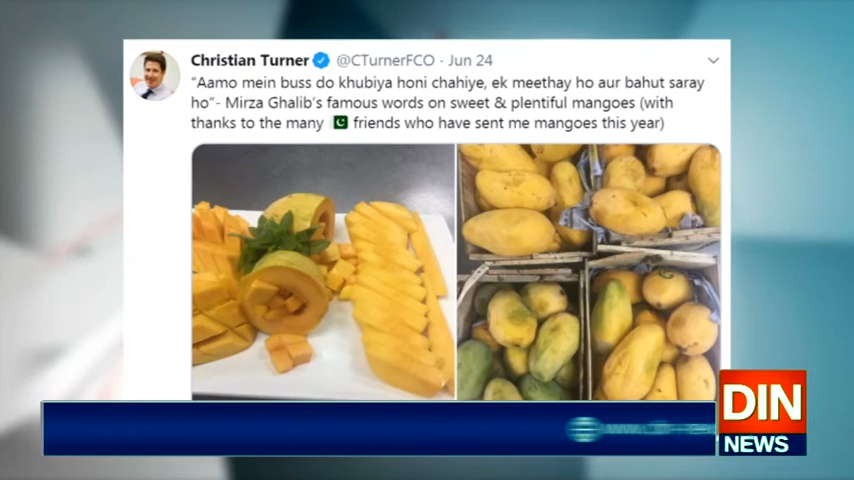 Christian Turner @CTurnerFCO · Jun 24
“Aamo mein buss do khubiya honi chahiye, ek meethay ho aur bahut saray
ho”- Mirza Ghalib's famous words on sweet & plentiful mangoes (with
thanks to the many 🇵🇰 friends who have sent me mangoes this year)
DIN
NEWS